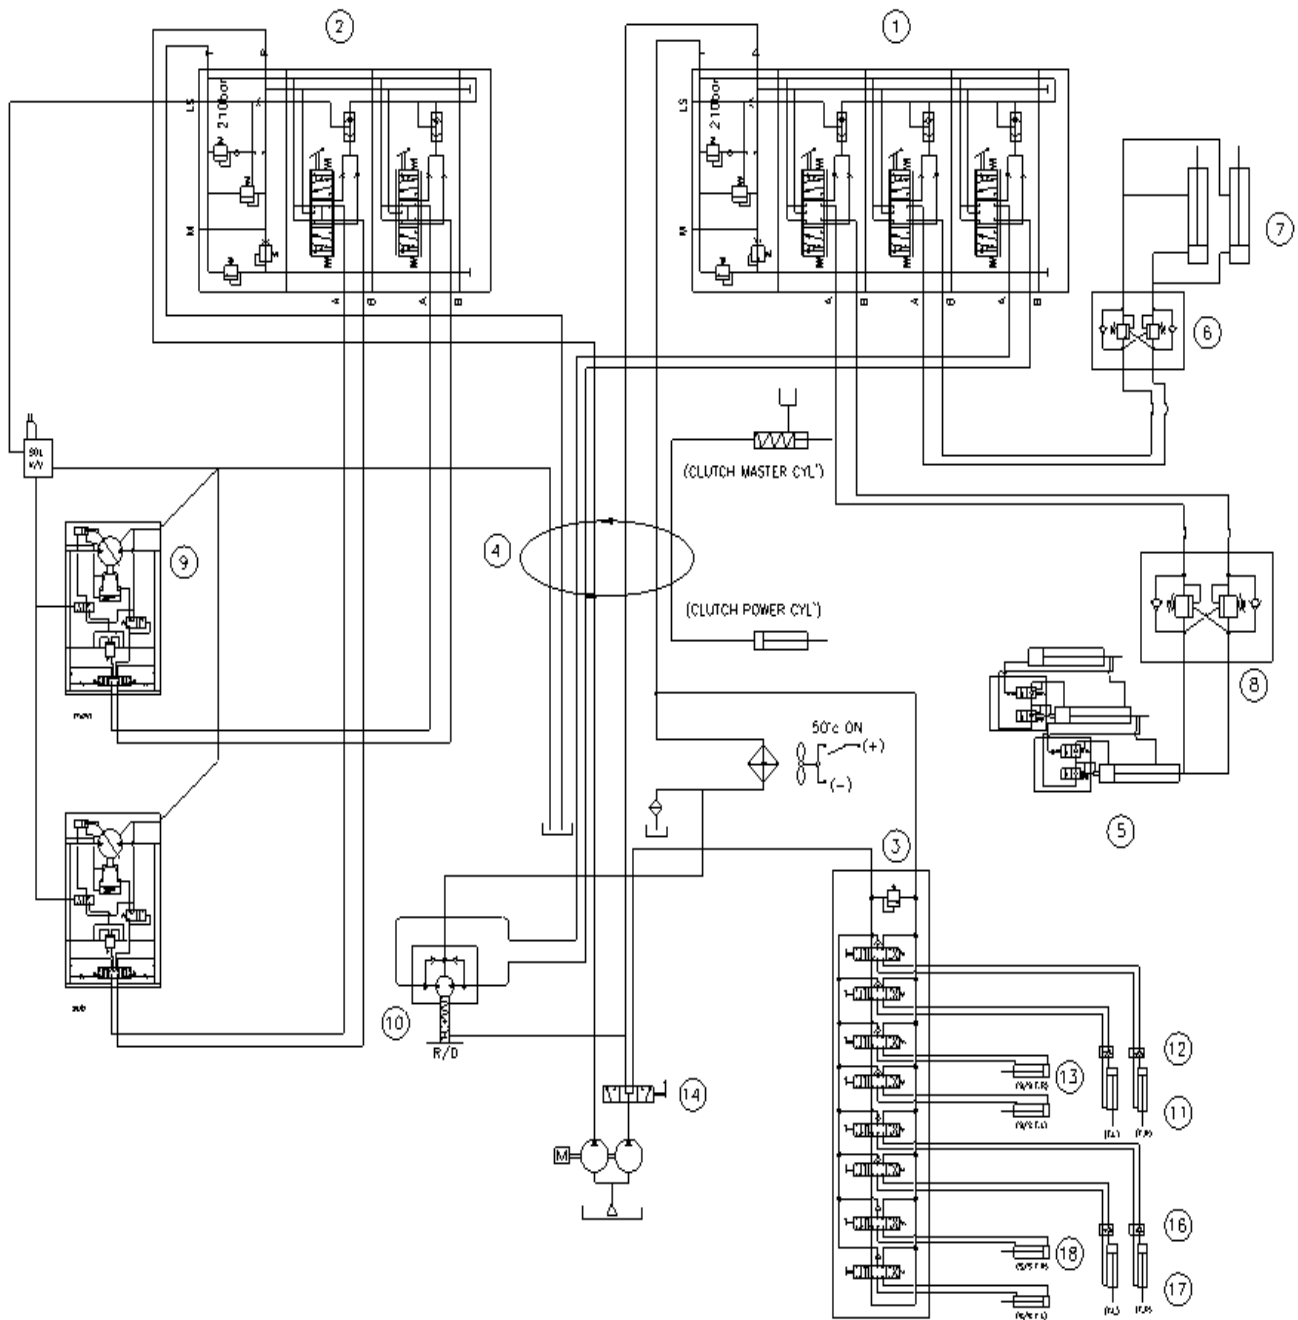 2
1
LS
210bar
M
A
B
A
B
LS
210bar
M
A
B
A
B
A
B
7
6
SOL
V/V
(CLUTCH MASTER CYL')
9
4
(CLUTCH POWER CYL')
8
main
50°c ON
(+)
(-)
5
3
sub
10
R/D
12
13
14
11
M
16
18
17